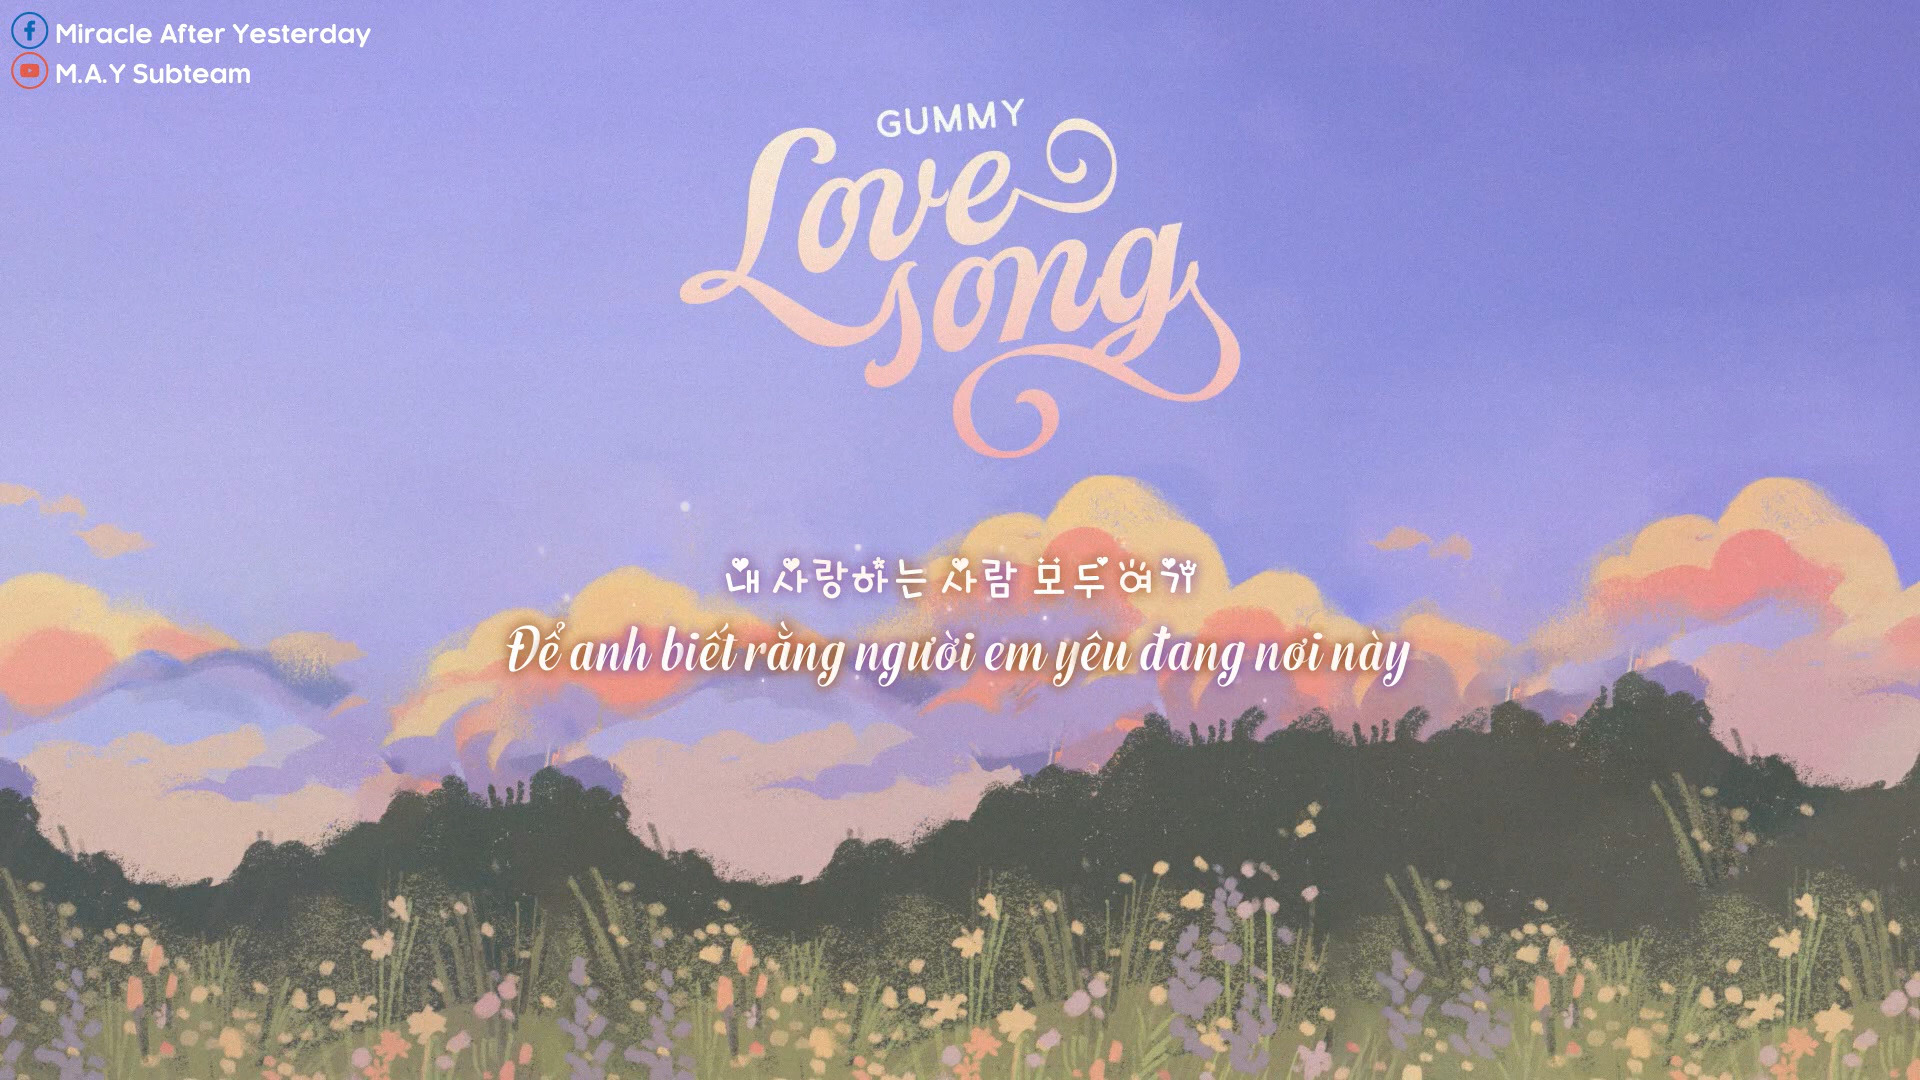 Miracle After Yesterday
M.A.Y Subteam
GUMMY
Love
song
내 사랑하는 사람 모두 여기
Để anh biết rằng người em yêu đang nơi này